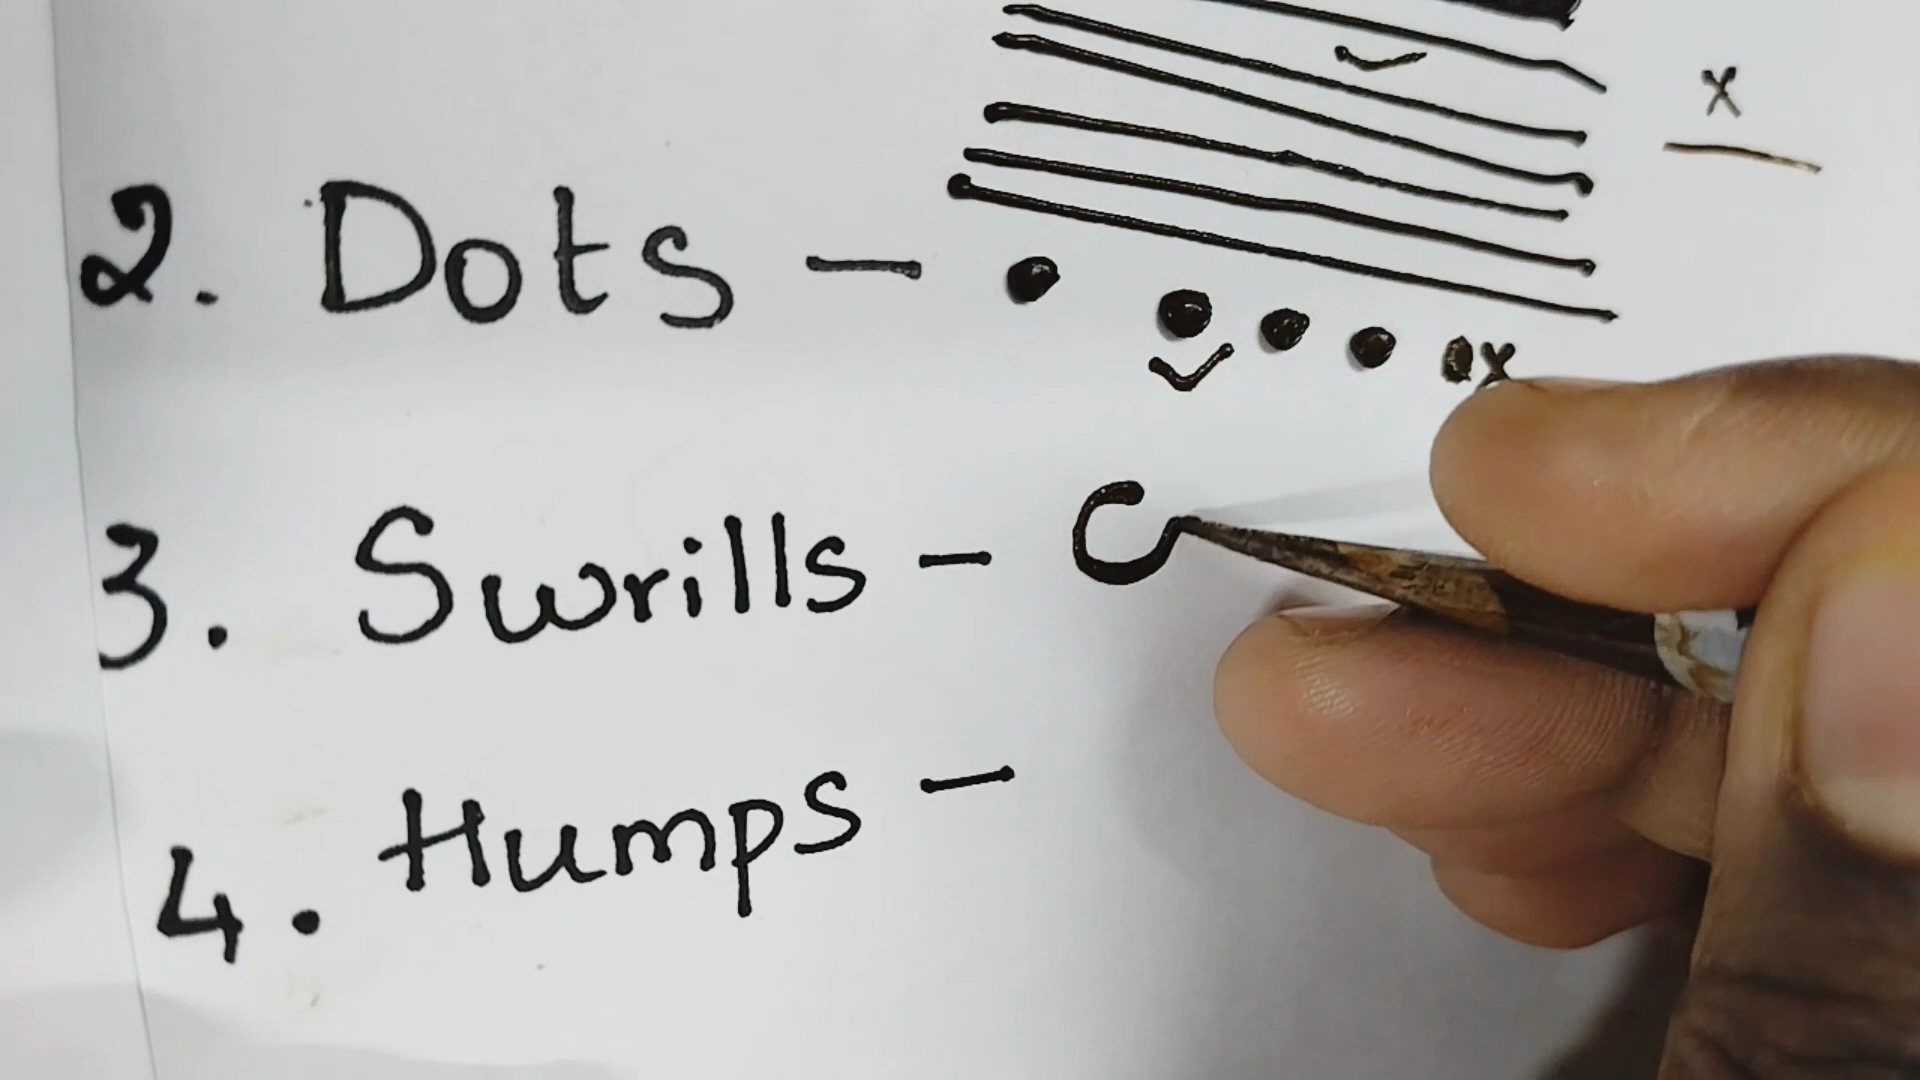 x
2. Dots -
x
3. Swrills -
4. Humps -